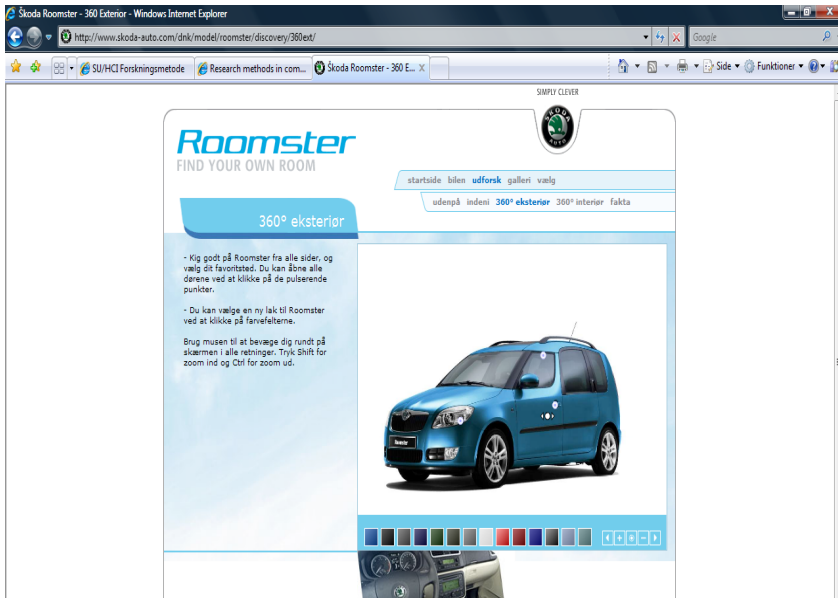 Škoda Roomster - 360 Exterior - Windows Internet Explorer
http://www.skoda-auto.com/dnk/model/roomster/discovery/360ext/
Google
SU/HCI Forskningsmetode
Research methods in com...
Škoda Roomster - 360 E...
Side
Funktioner
SIMPLY CLEVER
SKODA
AUTO
Roomster
FIND YOUR OWN ROOM
startside bilen udforsk galleri vælg
udenpå indeni 360° eksteriør 360° interiør fakta
360° eksteriør
- Kig godt på Roomster fra alle sider, og
vælg dit favoritsted. Du kan åbne alle
dørene ved at klikke på de pulserende
punkter.
- Du kan vælge en ny lak til Roomster
ved at klikke på farvefelterne.
Brug musen til at bevæge dig rundt på
skærmen i alle retninger. Tryk Shift for
zoom ind og Ctrl for zoom ud.
Roomster